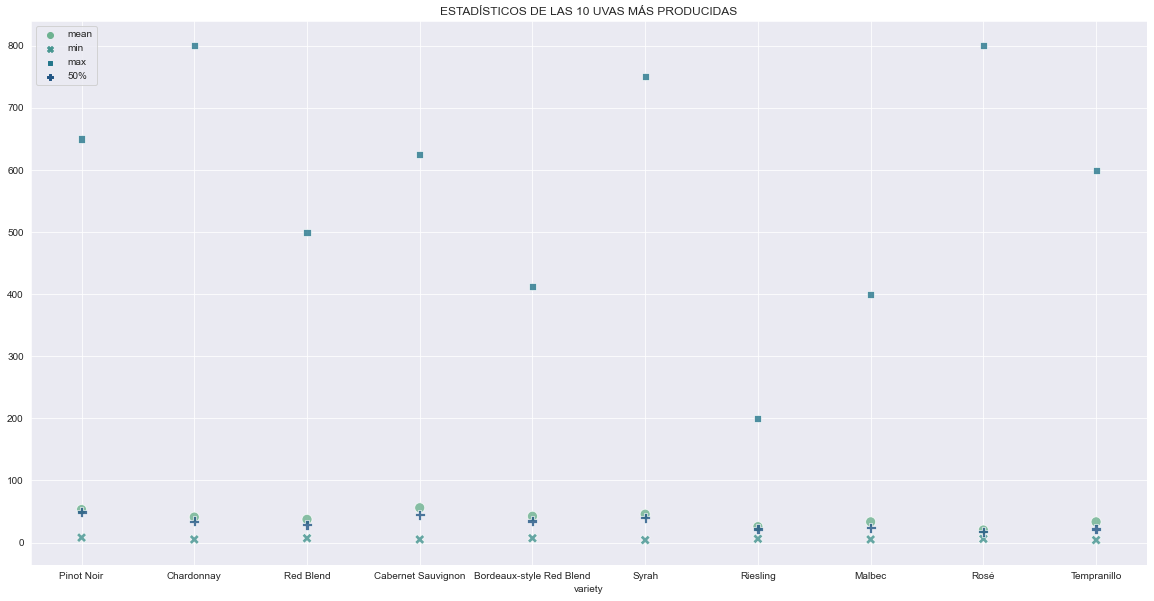 ESTADÍSTICOS DE LAS 10 UVAS MÁS PRODUCIDAS
mean
min
max
50%
800
700
600
500
400
300
200
100
0
Pinot Noir Chardonnay Red Blend Cabernet Sauvignon Bordeaux-style Red Blend Syrah Riesling Malbec Rosé Tempranillo
variety